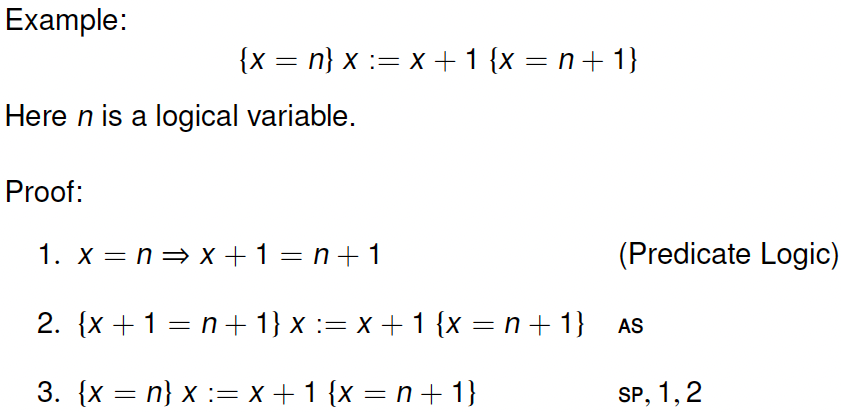 Example:
{x = n} x := x + 1 {x = n + 1}
Here n is a logical variable.
Proof:
1. x = n ⇒ x + 1 = n + 1 (Predicate Logic)
2. {x + 1 = n + 1} x := x + 1 {x = n + 1} AS
3. {x = n} x := x + 1 {x = n + 1} SP, 1, 2